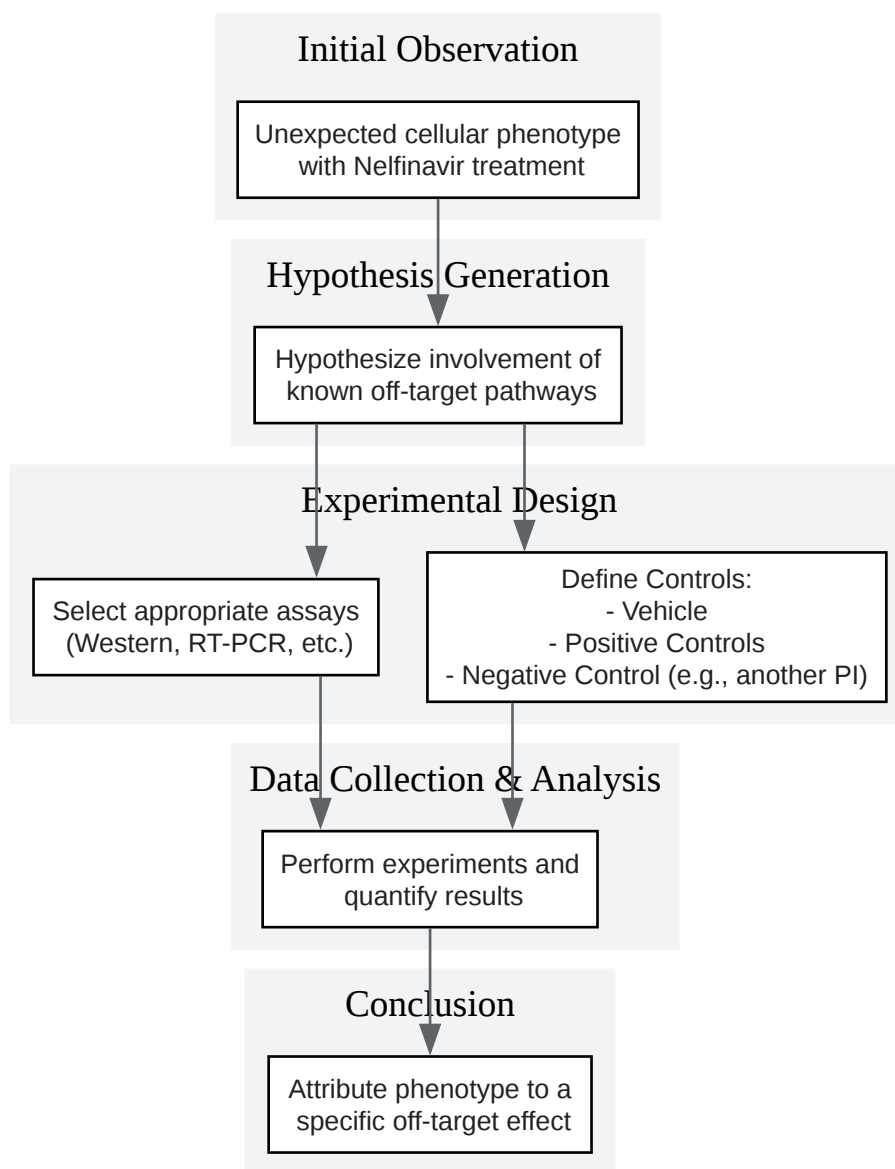 Initial Observation
Unexpected cellular phenotype
with Nelfinavir treatment
Hypothesis Generation
Hypothesize involvement of
known off-target pathways
Experimental Design
Select appropriate assays
(Western, RT-PCR, etc.)
Define Controls:
- Vehicle
- Positive Controls
- Negative Control (e.g., another PI)
Data Collection & Analysis
Perform experiments and
quantify results
Conclusion
Attribute phenotype to a
specific off-target effect